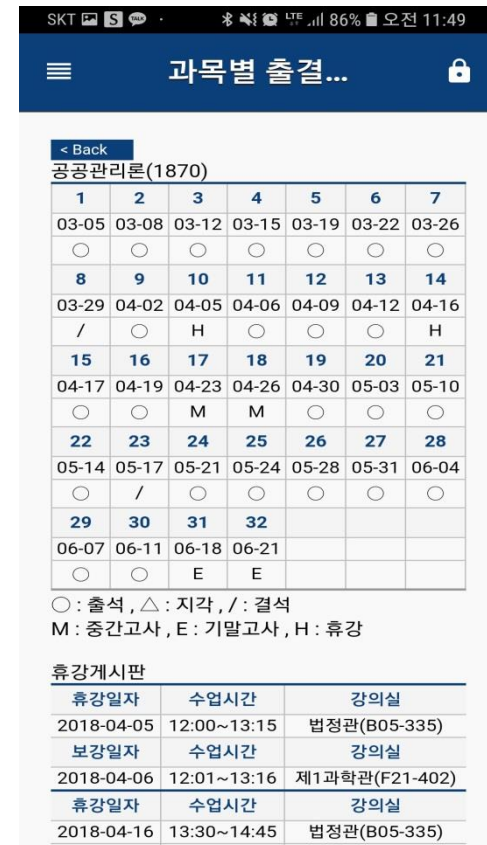 SKT S TALK · LTE 86% 오전 11:49
과목별 출결...
< Back
공공관리론(1870)
1 2 3 4 5 6 7
03-05 03-08 03-12 03-15 03-19 03-22 03-26
○ ○ ○ ○ ○ ○ ○
8 9 10 11 12 13 14
03-29 04-02 04-05 04-06 04-09 04-12 04-16
/ ○ H ○ ○ ○ H
15 16 17 18 19 20 21
04-17 04-19 04-23 04-26 04-30 05-03 05-10
○ ○ M M ○ ○ ○
22 23 24 25 26 27 28
05-14 05-17 05-21 05-24 05-28 05-31 06-04
○ / ○ ○ ○ ○ ○
29 30 31 32
06-07 06-11 06-18 06-21
○ ○ E E
○ : 출석 , △ : 지각 , / : 결석
M : 중간고사 , E : 기말고사 , H : 휴강
휴강게시판
휴강일자 수업시간 강의실
2018-04-05 12:00~13:15 법정관(B05-335)
보강일자 수업시간 강의실
2018-04-06 12:01~13:16 제1과학관(F21-402)
휴강일자 수업시간 강의실
2018-04-16 13:30~14:45 법정관(B05-335)